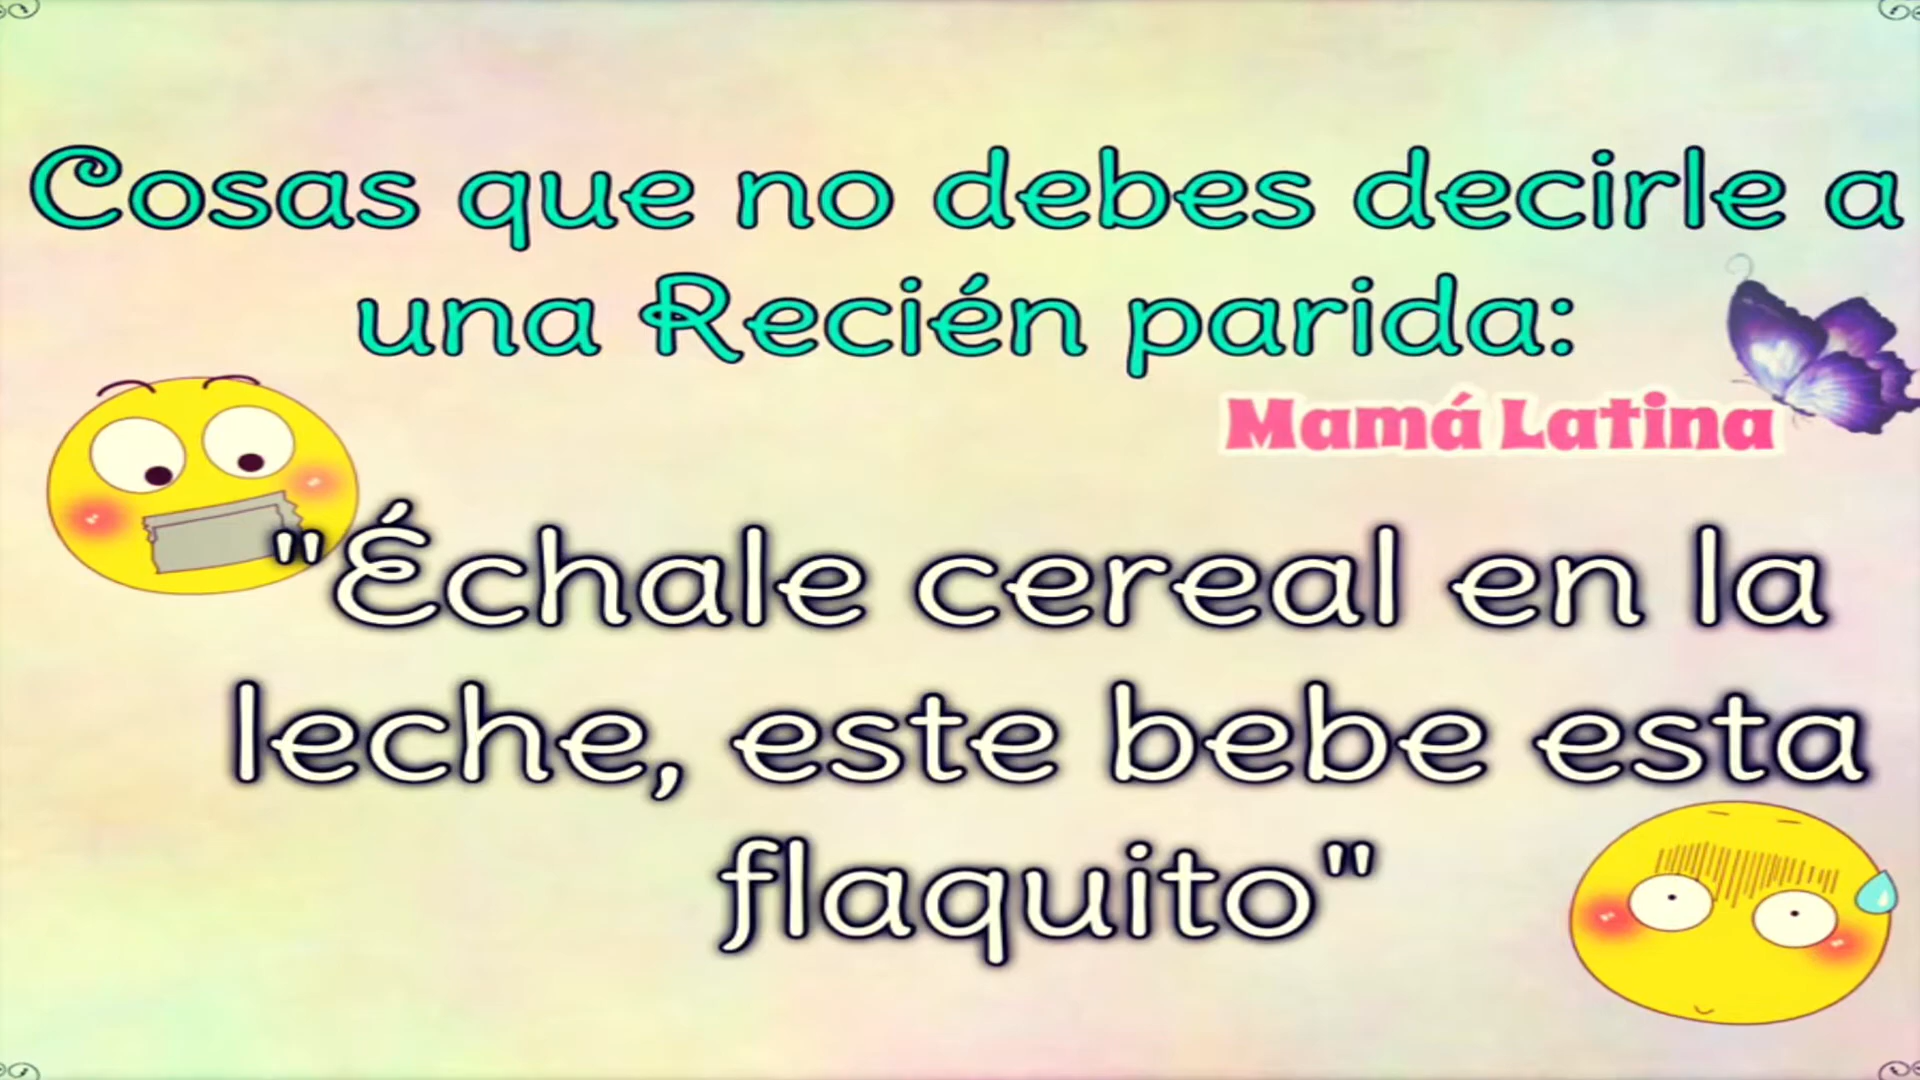 Cosas que no debes decirle a
una Recién parida:
Mamá Latina
"Échale cereal en la
leche, este bebe esta
flaquito"